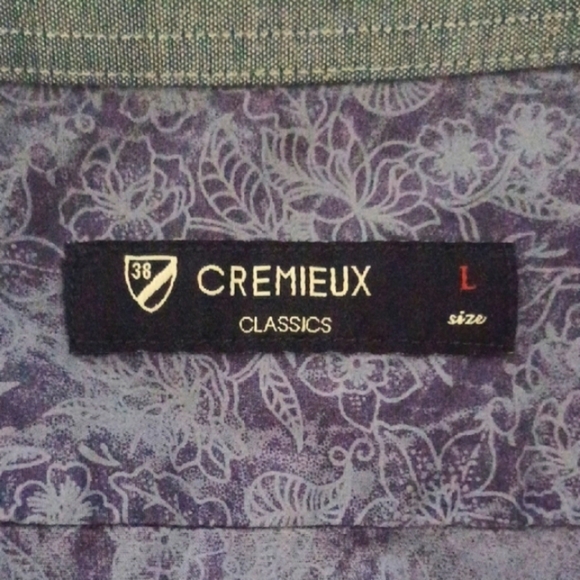 38
CREMIEUX
CLASSICS
L
size